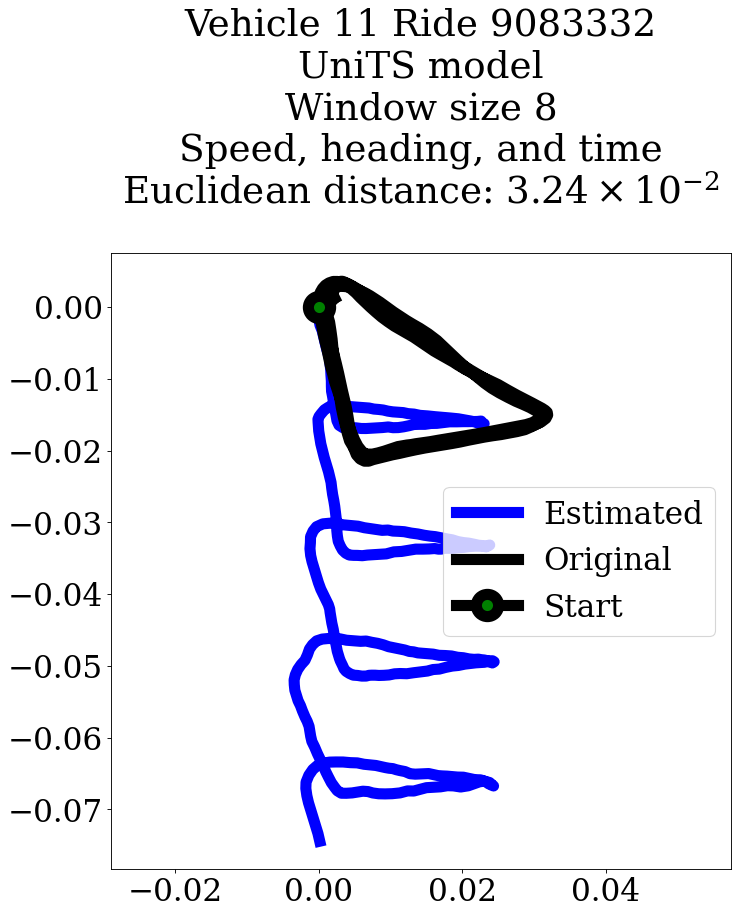 Vehicle 11 Ride 9083332
UniTS model
Window size 8
Speed, heading, and time
Euclidean distance: 3.24 × 10⁻²
0.00
−0.01
−0.02
−0.03
−0.04
−0.05
−0.06
−0.07
Estimated
Original
Start
−0.02 0.00 0.02 0.04